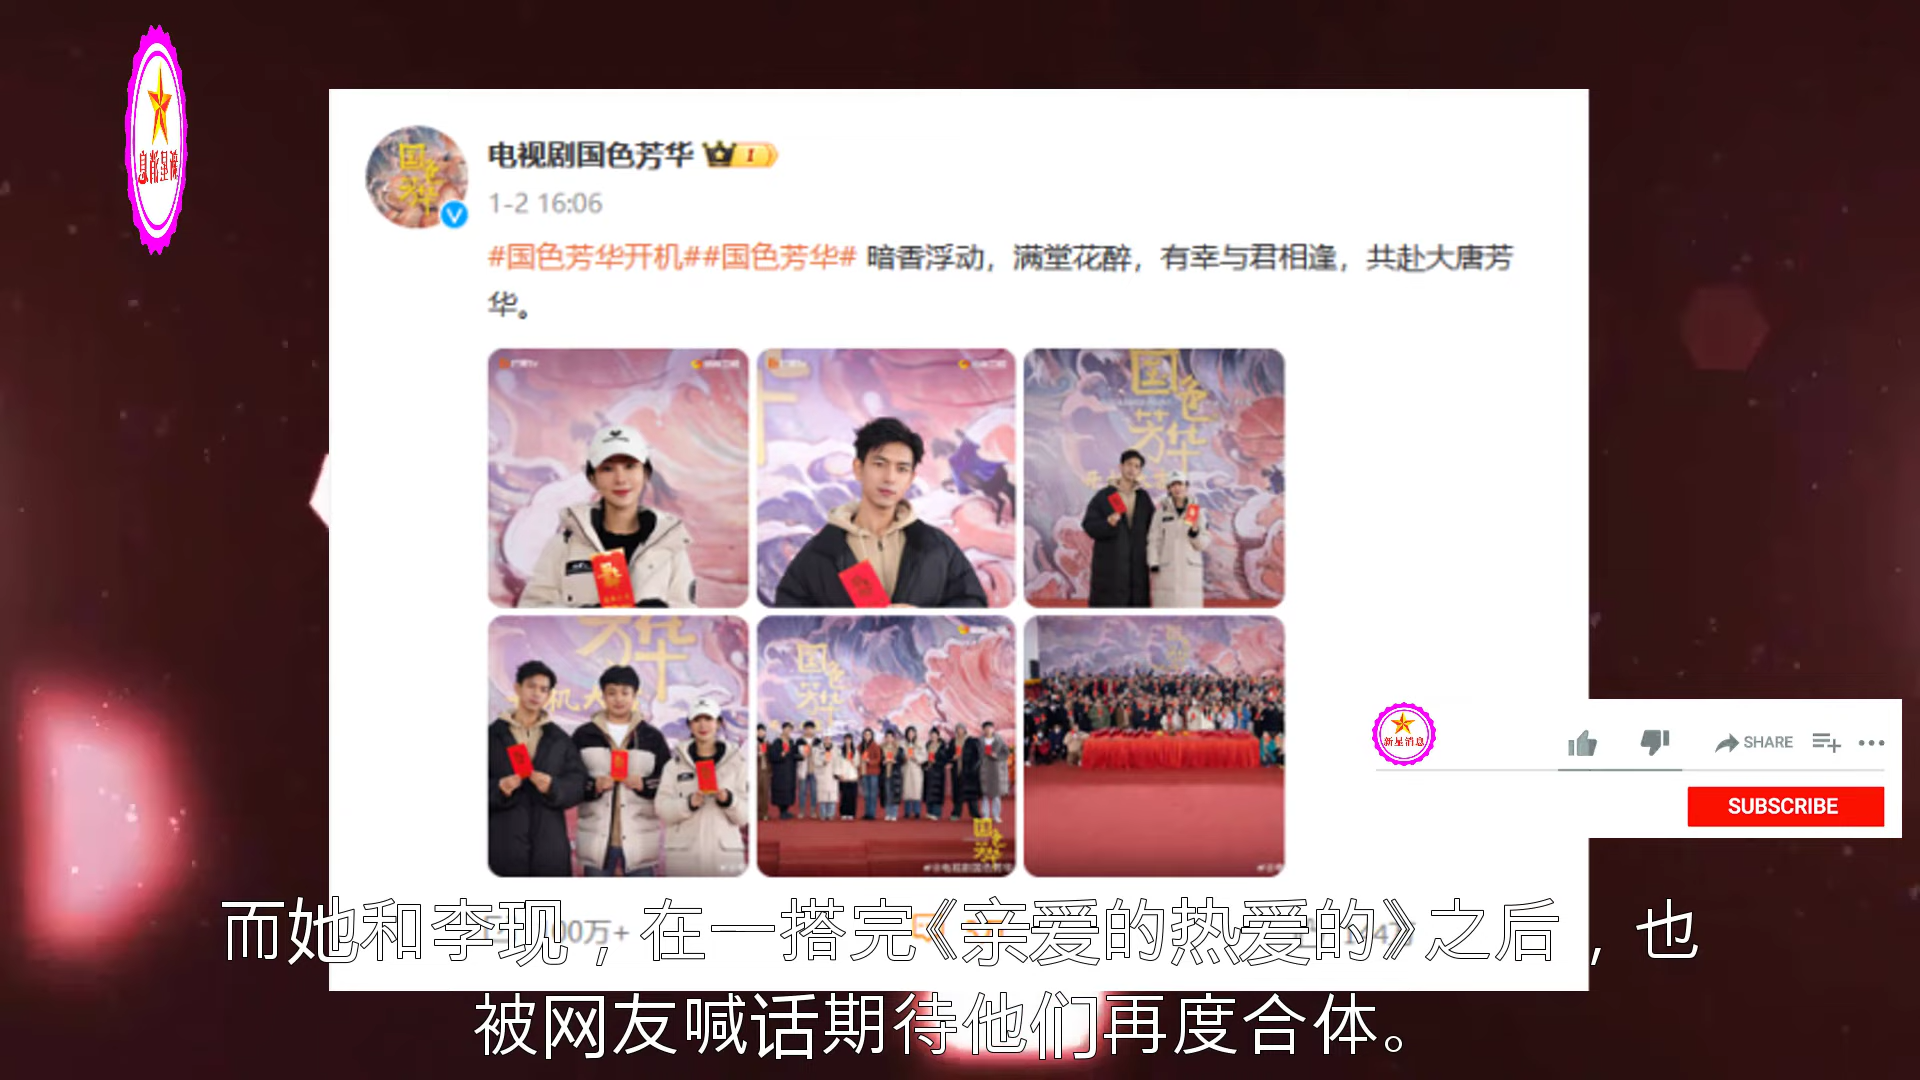 电视剧国色芳华
1-2 16:06
#国色芳华开机##国色芳华# 暗香浮动，满堂花醉，有幸与君相逢，共赴大唐芳
华。
国色芳华
新星消息
SHARE
SUBSCRIBE
而她和李现，在一搭完《亲爱的热爱的》之后，也
被网友喊话期待他们再度合体。